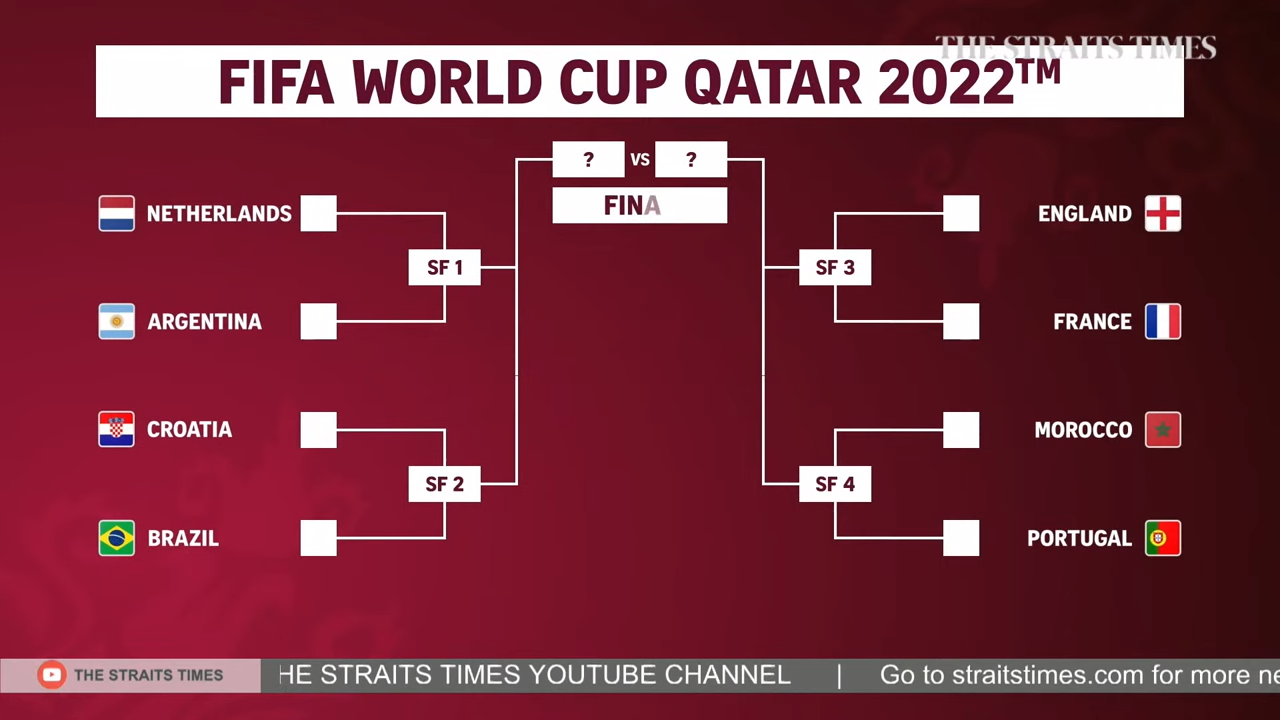 THE STRAITS TIMES
FIFA WORLD CUP QATAR 2022™
? VS ?
FINA
NETHERLANDS
ARGENTINA
SF 1
CROATIA
BRAZIL
SF 2
ENGLAND
FRANCE
SF 3
MOROCCO
PORTUGAL
SF 4
THE STRAITS TIMES
HE STRAITS TIMES YOUTUBE CHANNEL | Go to straitstimes.com for more ne